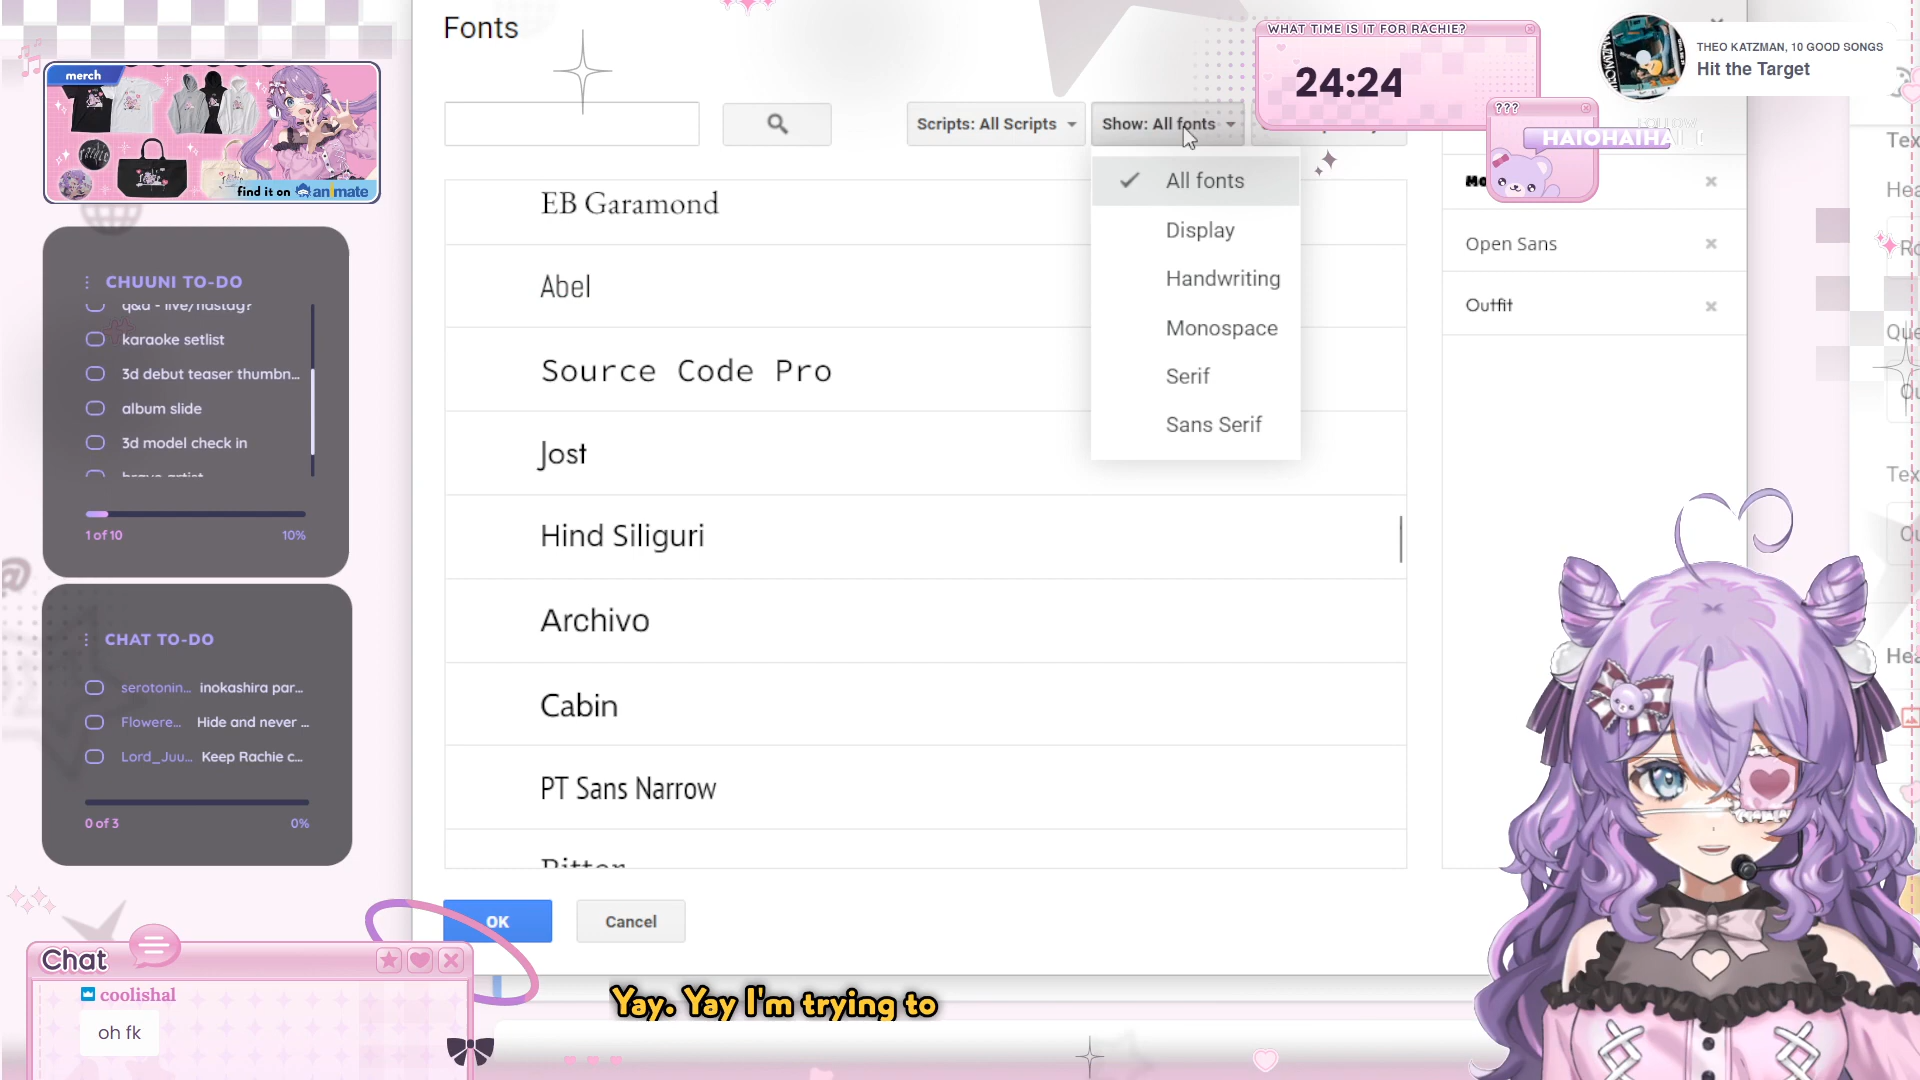 merch
find it on animate
CHUUNI TO-DO
q&a - live/hastag?
karaoke setlist
3d debut teaser thumbn...
album slide
3d model check in
1 of 10
10%
CHAT TO-DO
serotonin... inokashira par...
Flowere... Hide and never ...
Lord_Juu... Keep Rachie c...
0 of 3
0%
Chat
coolishal
oh fk
Fonts
Scripts: All Scripts
Show: All fonts
All fonts
Display
Handwriting
Monospace
Serif
Sans Serif
EB Garamond
Abel
Source Code Pro
Jost
Hind Siliguri
Archivo
Cabin
PT Sans Narrow
Bitter
OK
Cancel
Open Sans
Outfit
WHAT TIME IS IT FOR RACHIE?
24:24
???
HAIOHAIHAI
FOLLOW
THEO KATZMAN, 10 GOOD SONGS
Hit the Target
Yay. Yay I'm trying to